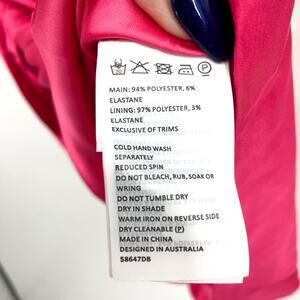 MAIN: 94% POLYESTER, 6%
ELASTANE
LINING: 97% POLYESTER, 3%
ELASTANE
EXCLUSIVE OF TRIMS
COLD HAND WASH
SEPARATELY
REDUCED SPIN
DO NOT BLEACH, RUB, SOAK OR
WRING
DO NOT TUMBLE DRY
DRY IN SHADE
WARM IRON ON REVERSE SIDE
DRY CLEANABLE (P)
MADE IN CHINA
DESIGNED IN AUSTRALIA
58647DB